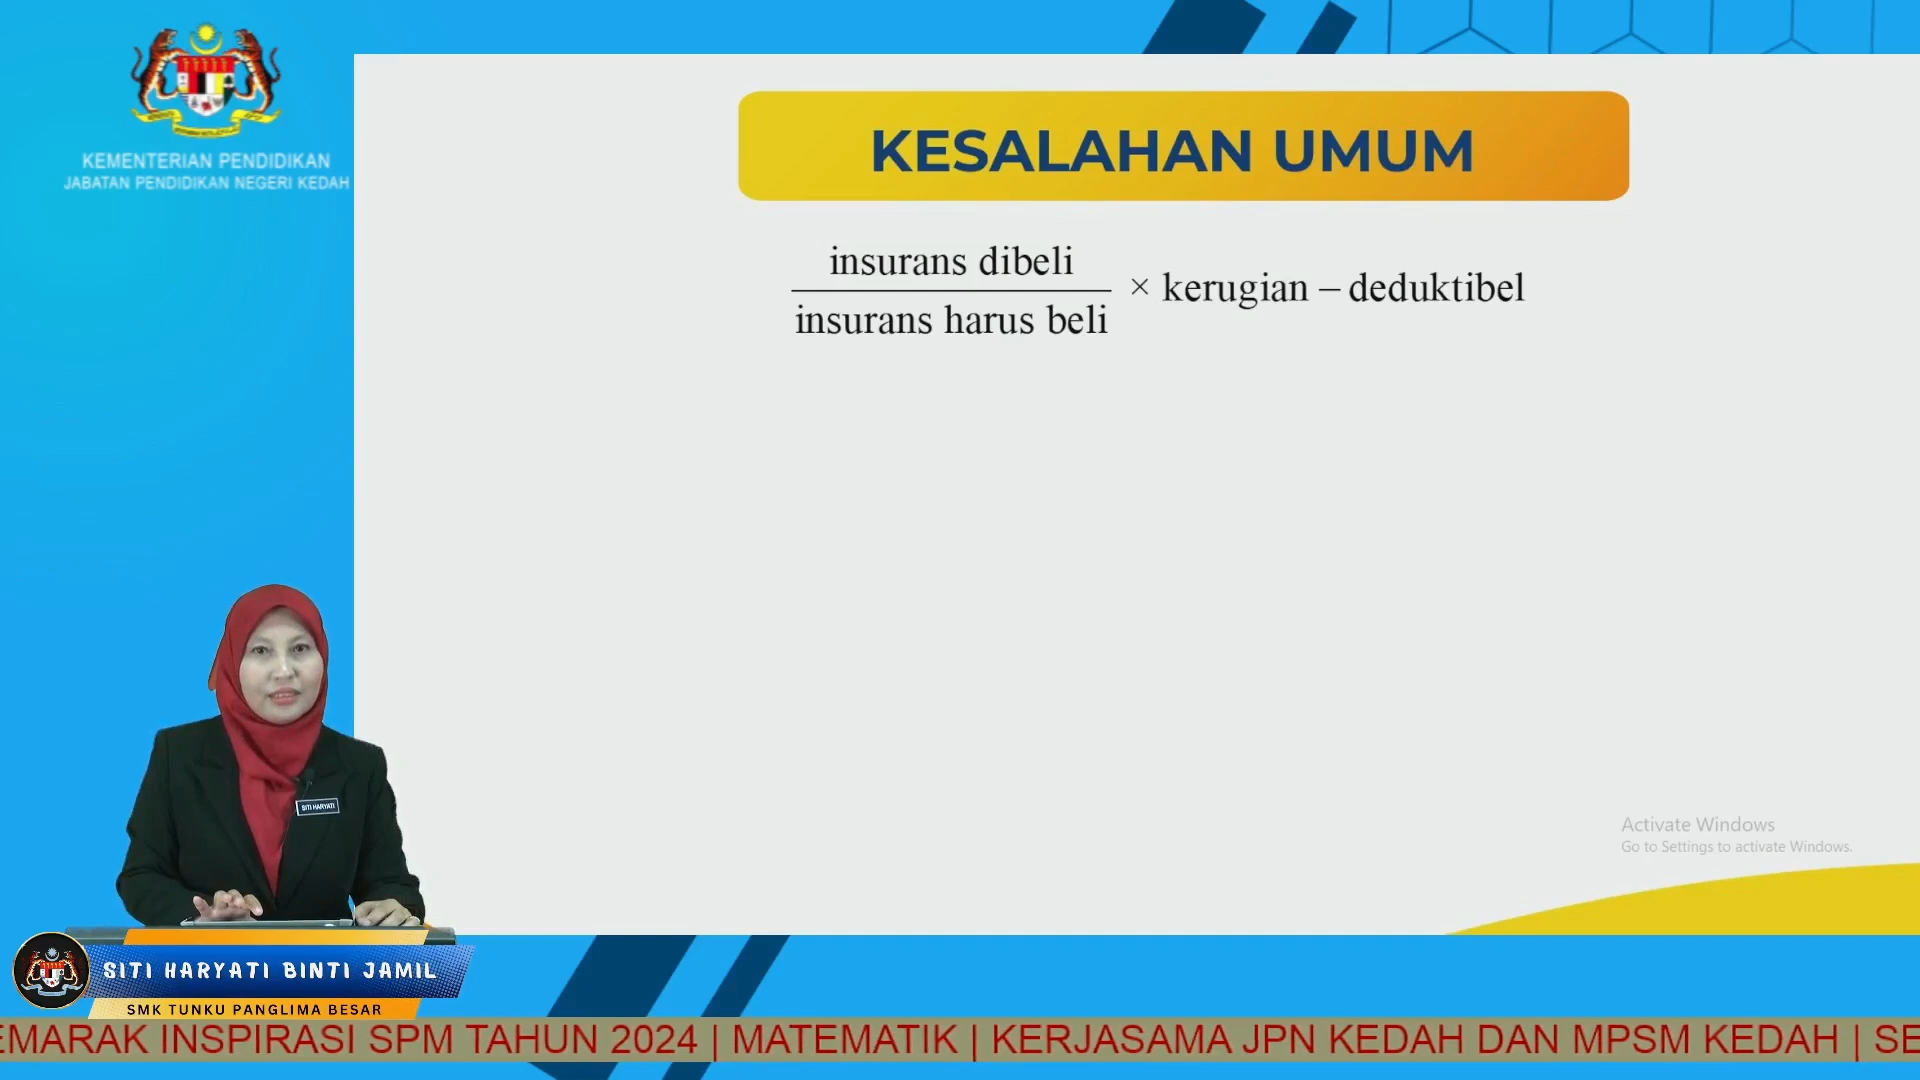 KEMENTERIAN PENDIDIKAN
JABATAN PENDIDIKAN NEGERI KEDAH
KESALAHAN UMUM
insurans dibeli
insurans harus beli
× kerugian – deduktibel
SITI HARYATI
Activate Windows
Go to Settings to activate Windows.
SITI HARYATI BINTI JAMIL
SMK TUNKU PANGLIMA BESAR
EMARAK INSPIRASI SPM TAHUN 2024 | MATEMATIK | KERJASAMA JPN KEDAH DAN MPSM KEDAH | SE